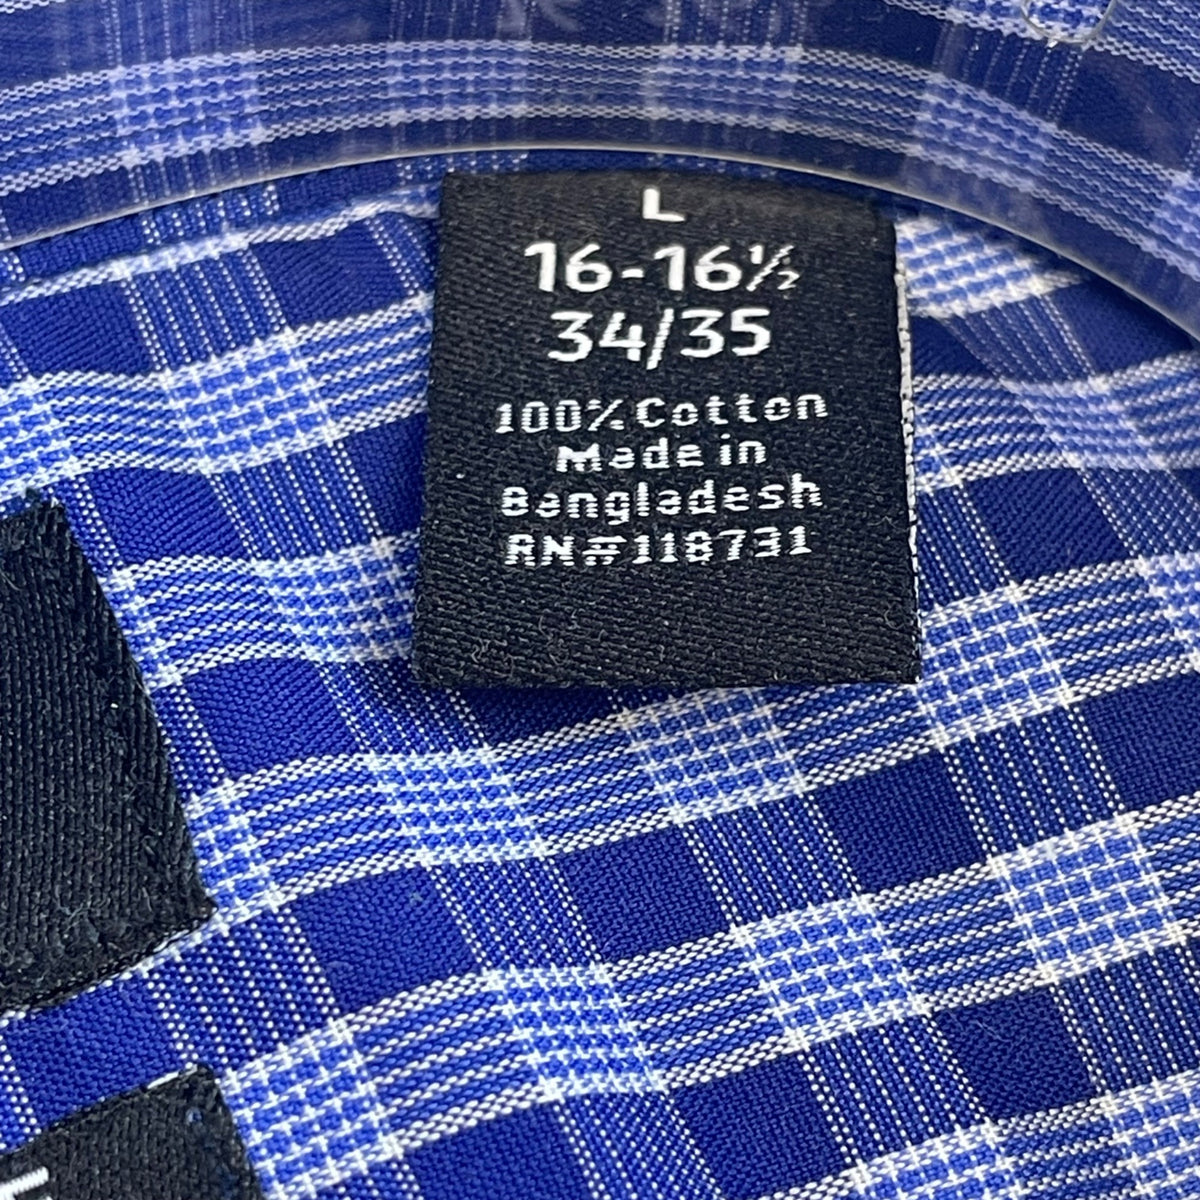 L
16-16½
34/35
100% Cotton
Made in
Bangladesh
RN#118731